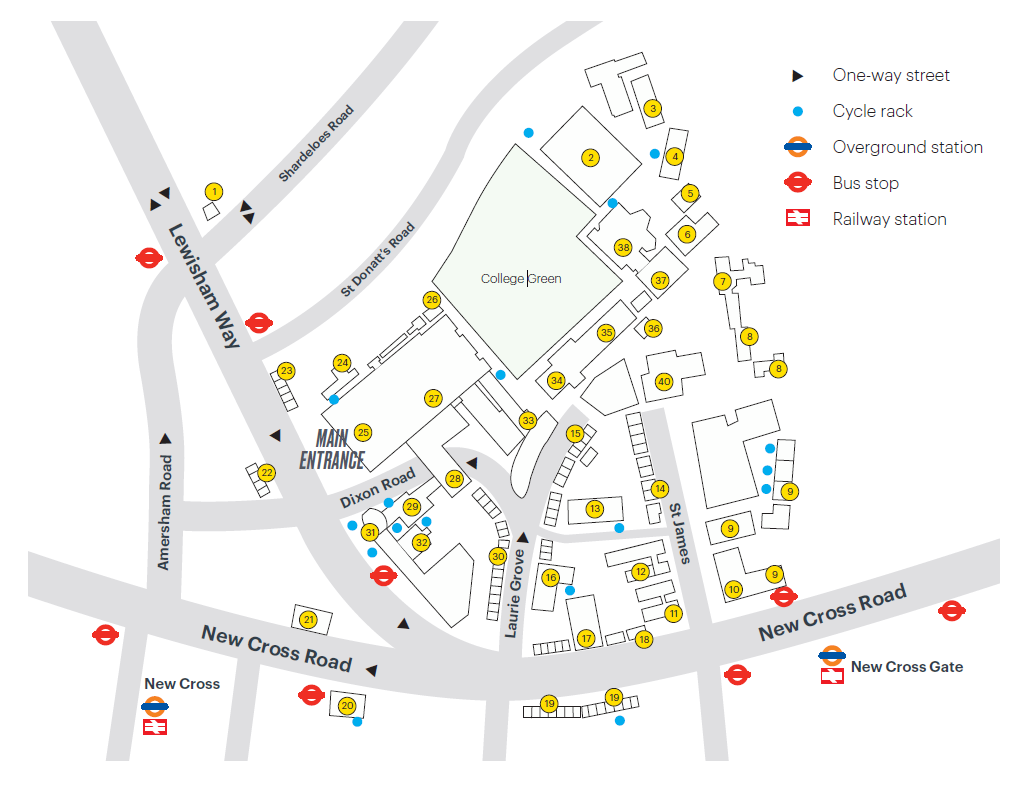 One-way street
Cycle rack
Overground station
Bus stop
Railway station
3
2
4
Shardeloes Road
1
5
6
38
Lewisham Way
St Donatt's Road
College Green
37
7
26
36
35
8
24
23
8
34
40
27
33
25
15
MAIN
ENTRANCE
22
Dixon Road
28
14
9
Amersham Road
29
13
31
St James
9
32
30
Laurie Grove
12
16
9
10
11
21
New Cross Road
17
18
New Cross Road
New Cross Gate
New Cross
20
19
19